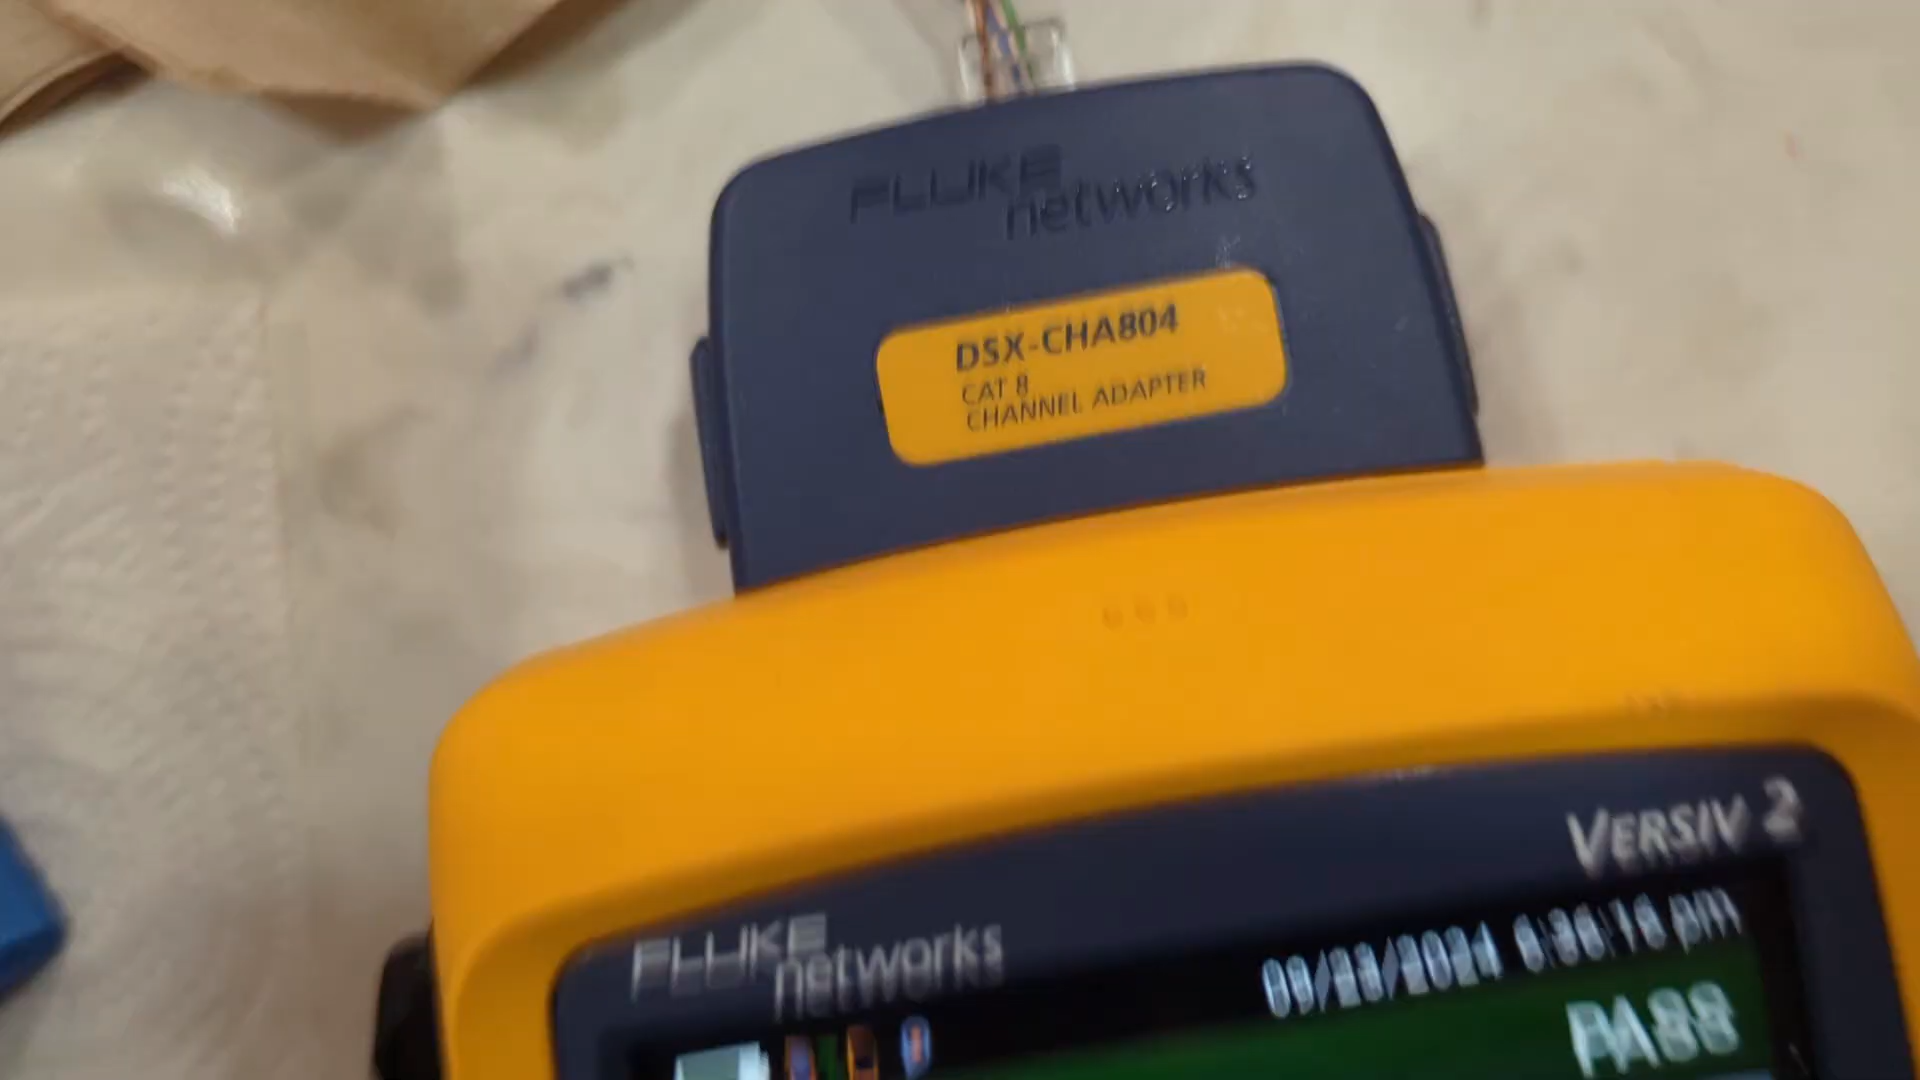 FLUKE
networks
DSX-CHA804
CAT 8
CHANNEL ADAPTER
VERSIV 2
FLUKE
networks
PASS